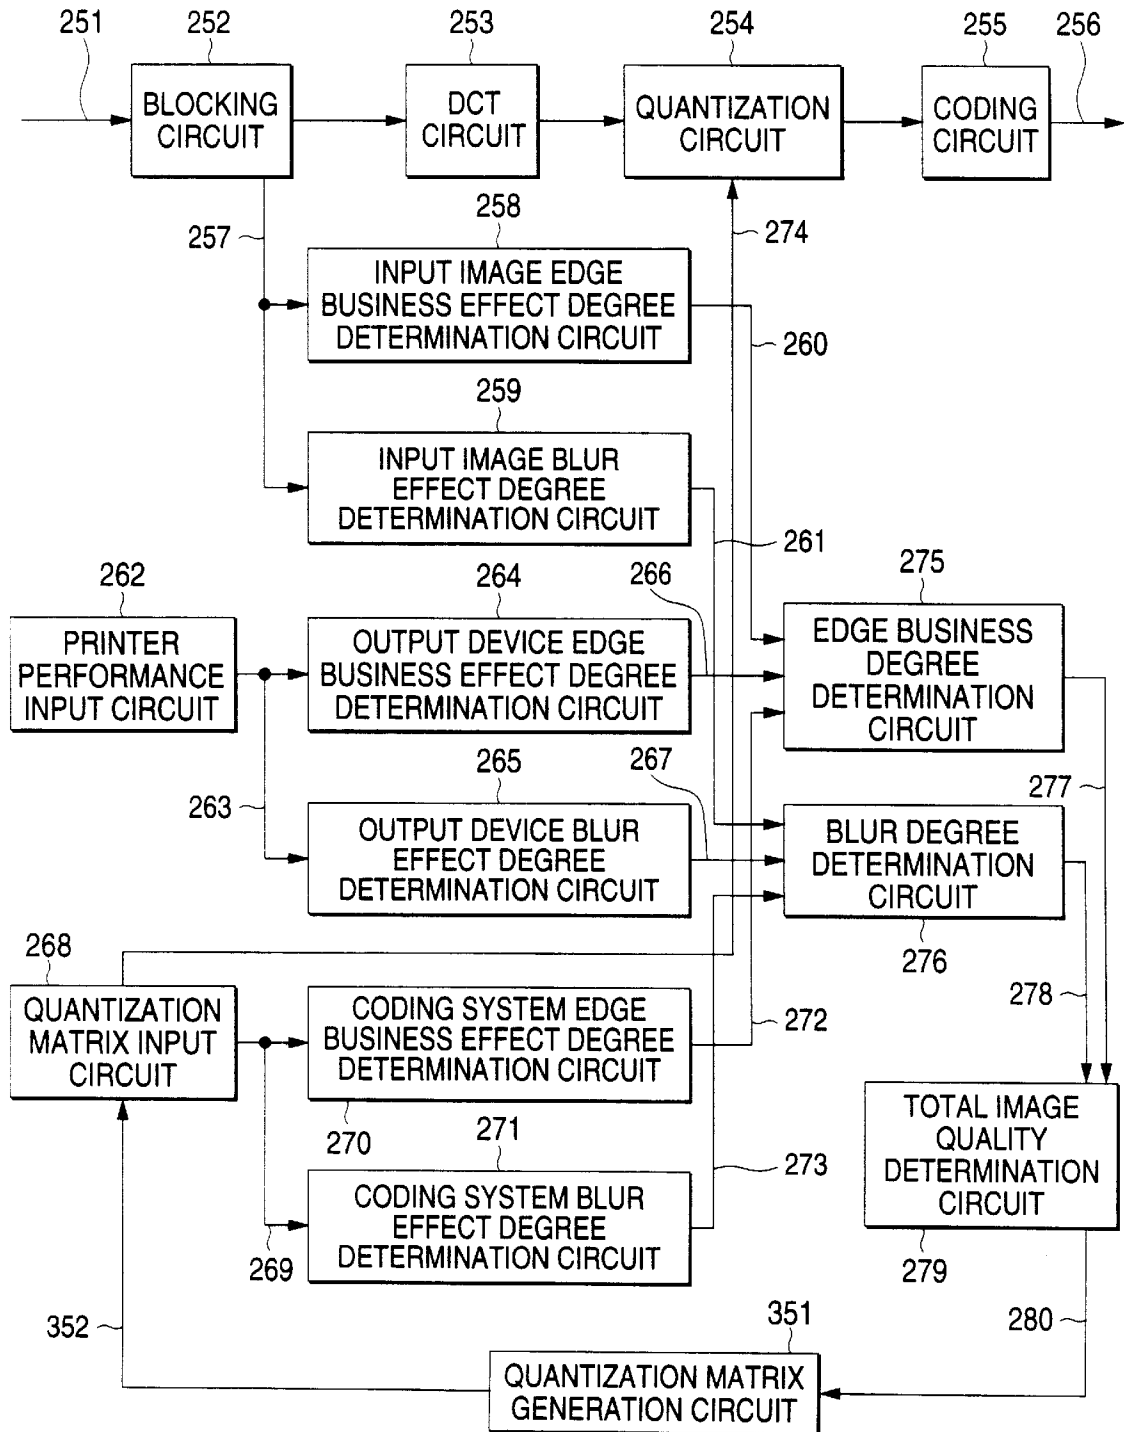 251
252
253
254
255
256
BLOCKING
CIRCUIT
DCT
CIRCUIT
QUANTIZATION
CIRCUIT
CODING
CIRCUIT
257
258
274
INPUT IMAGE EDGE
BUSINESS EFFECT DEGREE
DETERMINATION CIRCUIT
260
259
INPUT IMAGE BLUR
EFFECT DEGREE
DETERMINATION CIRCUIT
261
262
264
266
275
PRINTER
PERFORMANCE
INPUT CIRCUIT
OUTPUT DEVICE EDGE
BUSINESS EFFECT DEGREE
DETERMINATION CIRCUIT
EDGE BUSINESS
DEGREE
DETERMINATION
CIRCUIT
263
265
267
277
OUTPUT DEVICE BLUR
EFFECT DEGREE
DETERMINATION CIRCUIT
BLUR DEGREE
DETERMINATION
CIRCUIT
276
268
278
QUANTIZATION
MATRIX INPUT
CIRCUIT
CODING SYSTEM EDGE
BUSINESS EFFECT DEGREE
DETERMINATION CIRCUIT
272
270
271
TOTAL IMAGE
QUALITY
DETERMINATION
CIRCUIT
273
CODING SYSTEM BLUR
EFFECT DEGREE
DETERMINATION CIRCUIT
269
279
352
351
280
QUANTIZATION MATRIX
GENERATION CIRCUIT